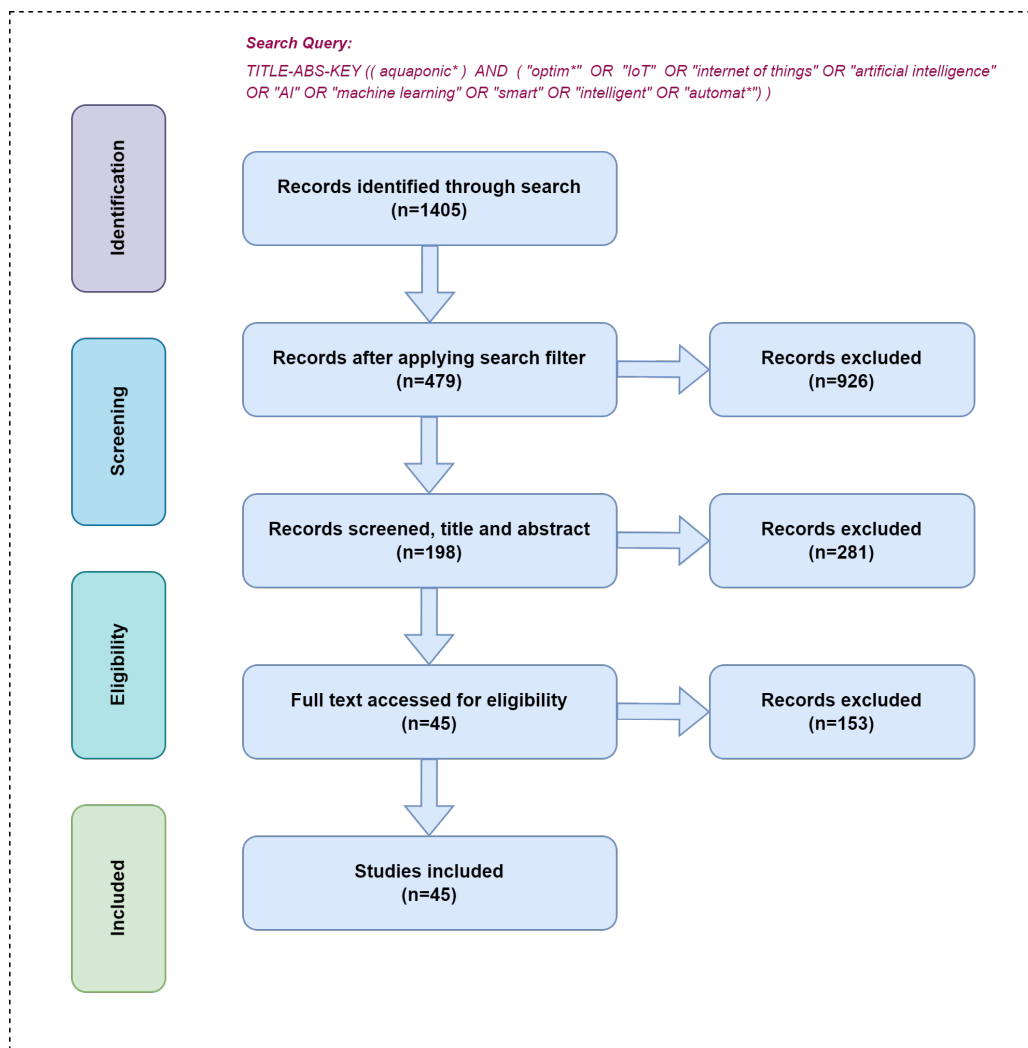 Search Query:
TITLE-ABS-KEY (( aquaponic* ) AND ( "optim*" OR "IoT" OR "internet of things" OR "artificial intelligence"
OR "AI" OR "machine learning" OR "smart" OR "intelligent" OR "automat*") )
Identification
Records identified through search
(n=1405)
Screening
Records after applying search filter
(n=479)
Records excluded
(n=926)
Records screened, title and abstract
(n=198)
Records excluded
(n=281)
Eligibility
Full text accessed for eligibility
(n=45)
Records excluded
(n=153)
Included
Studies included
(n=45)